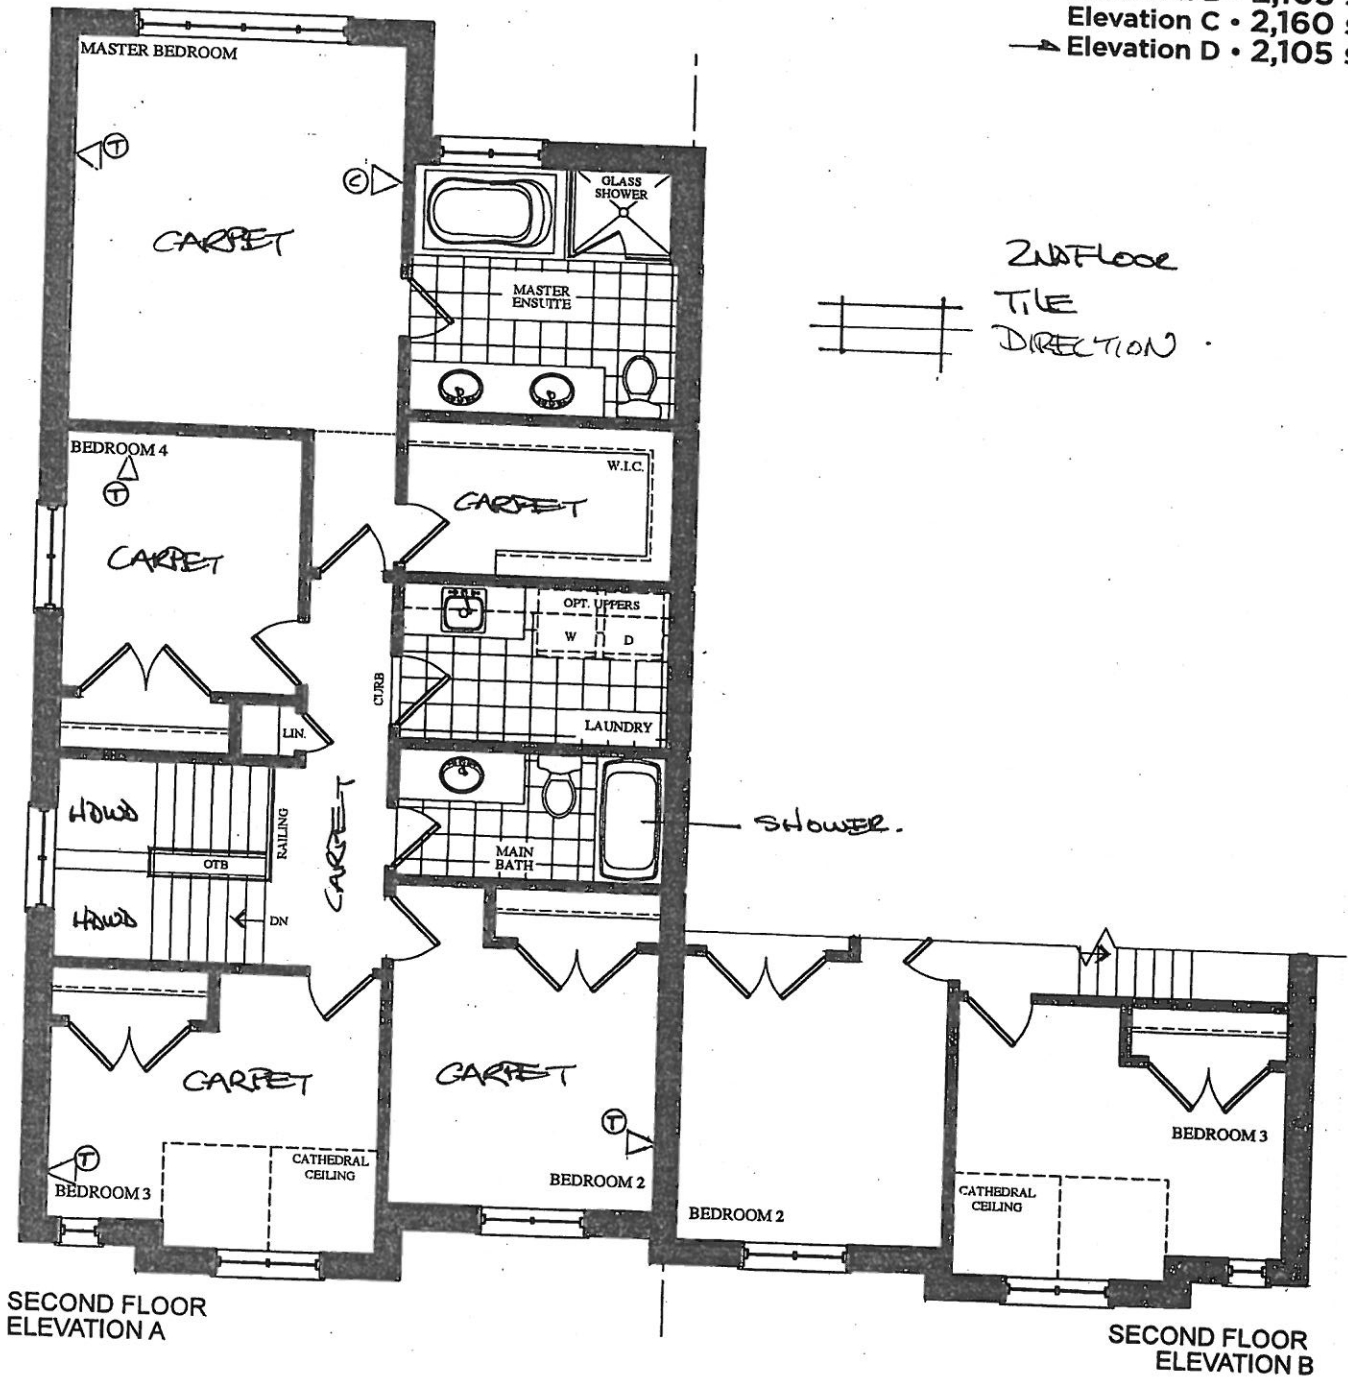 Elevation C • 2,160
Elevation D • 2,105
MASTER BEDROOM
T
C
GLASS
SHOWER
CARPET
MASTER
ENSUITE
2ND FLOOR
TILE
DIRECTION
BEDROOM 4
T
W.I.C.
CARPET
CARPET
OPT. UPPERS
W D
CURB
LAUNDRY
LIN.
HDWD
RAILING
CARPET
OTB
SHOWER.
MAIN
BATH
HDWD
DN
CARPET
CARPET
T
T
CATHEDRAL
CEILING
BEDROOM 3
BEDROOM 2
BEDROOM 2
BEDROOM 3
CATHEDRAL
CEILING
SECOND FLOOR
ELEVATION A
SECOND FLOOR
ELEVATION B